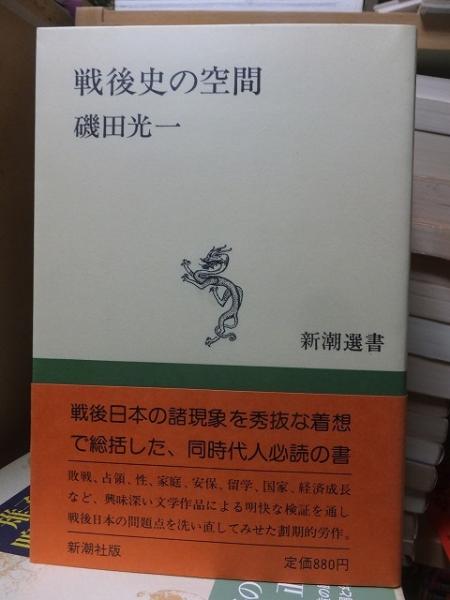 戦後史の空間
磯田光一
新潮選書
戦後日本の諸現象を秀抜な着想
で総括した、同時代人必読の書
敗戦、占領、性、家庭、安保、留学、国家、経済成長
など、興味深い文学作品による明快な検証を通し
戦後日本の問題点を洗い直してみせた劃期的労作。
新潮社版
定価880円